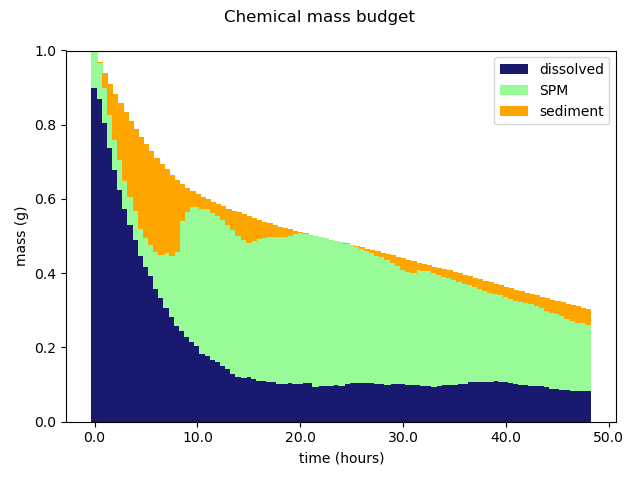 Chemical mass budget
1.0
0.8
0.6
0.4
0.2
0.0
mass (g)
dissolved
SPM
sediment
0.0 10.0 20.0 30.0 40.0 50.0
time (hours)